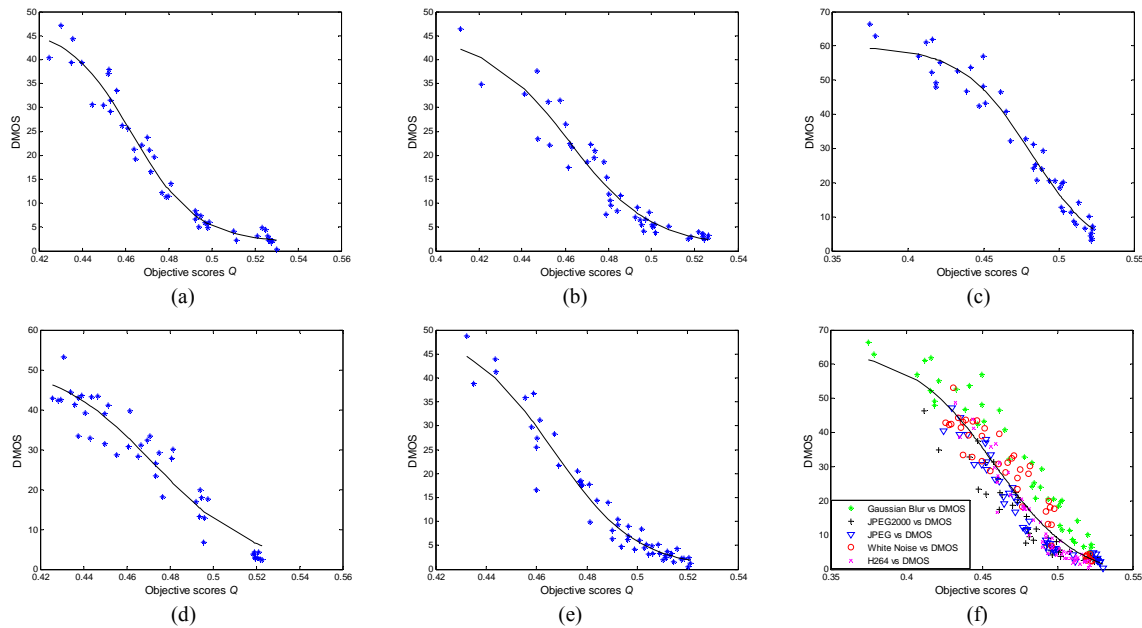 50
45
40
35
30
25
20
15
10
5
0
DMOS
0.42 0.44 0.46 0.48 0.5 0.52 0.54 0.56
Objective scores Q
(a)
50
45
40
35
30
25
20
15
10
5
0
DMOS
0.4 0.42 0.44 0.46 0.48 0.5 0.52 0.54
Objective scores Q
(b)
70
60
50
40
30
20
10
0
DMOS
0.35 0.4 0.45 0.5 0.55
Objective scores Q
(c)
60
50
40
30
20
10
0
DMOS
0.42 0.44 0.46 0.48 0.5 0.52 0.54 0.56
Objective scores Q
(d)
50
45
40
35
30
25
20
15
10
5
0
DMOS
0.42 0.44 0.46 0.48 0.5 0.52 0.54
Objective scores Q
(e)
70
60
50
40
30
20
10
0
DMOS
Gaussian Blur vs DMOS
JPEG2000 vs DMOS
JPEG vs DMOS
White Noise vs DMOS
H264 vs DMOS
0.35 0.4 0.45 0.5 0.55
Objective scores Q
(f)